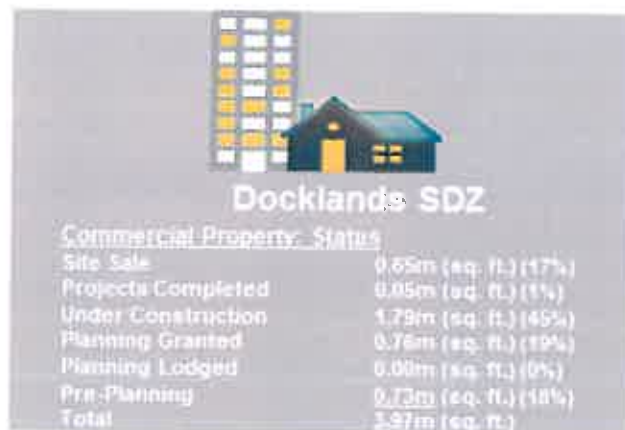 Docklands SDZ
Commercial Property: Status
Site Sale 0.65m (sq. ft.) (17%)
Projects Completed 0.05m (sq. ft.) (1%)
Under Construction 1.79m (sq. ft.) (45%)
Planning Granted 0.76m (sq. ft.) (19%)
Planning Lodged 0.00m (sq. ft.) (0%)
Pre-Planning 0.73m (sq. ft.) (18%)
Total 3.97m (sq. ft.)